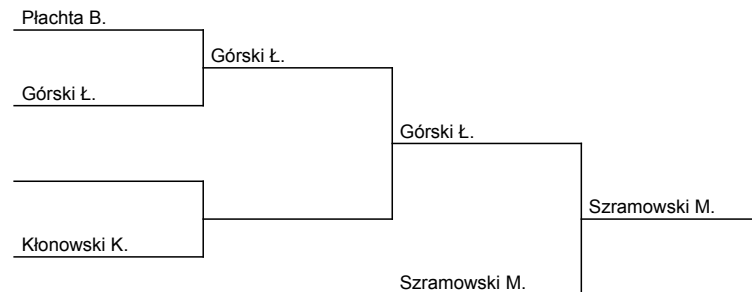 Płachta B.
Górski Ł.
Górski Ł.
Górski Ł.
Szramowski M.
Kłonowski K.
Szramowski M.